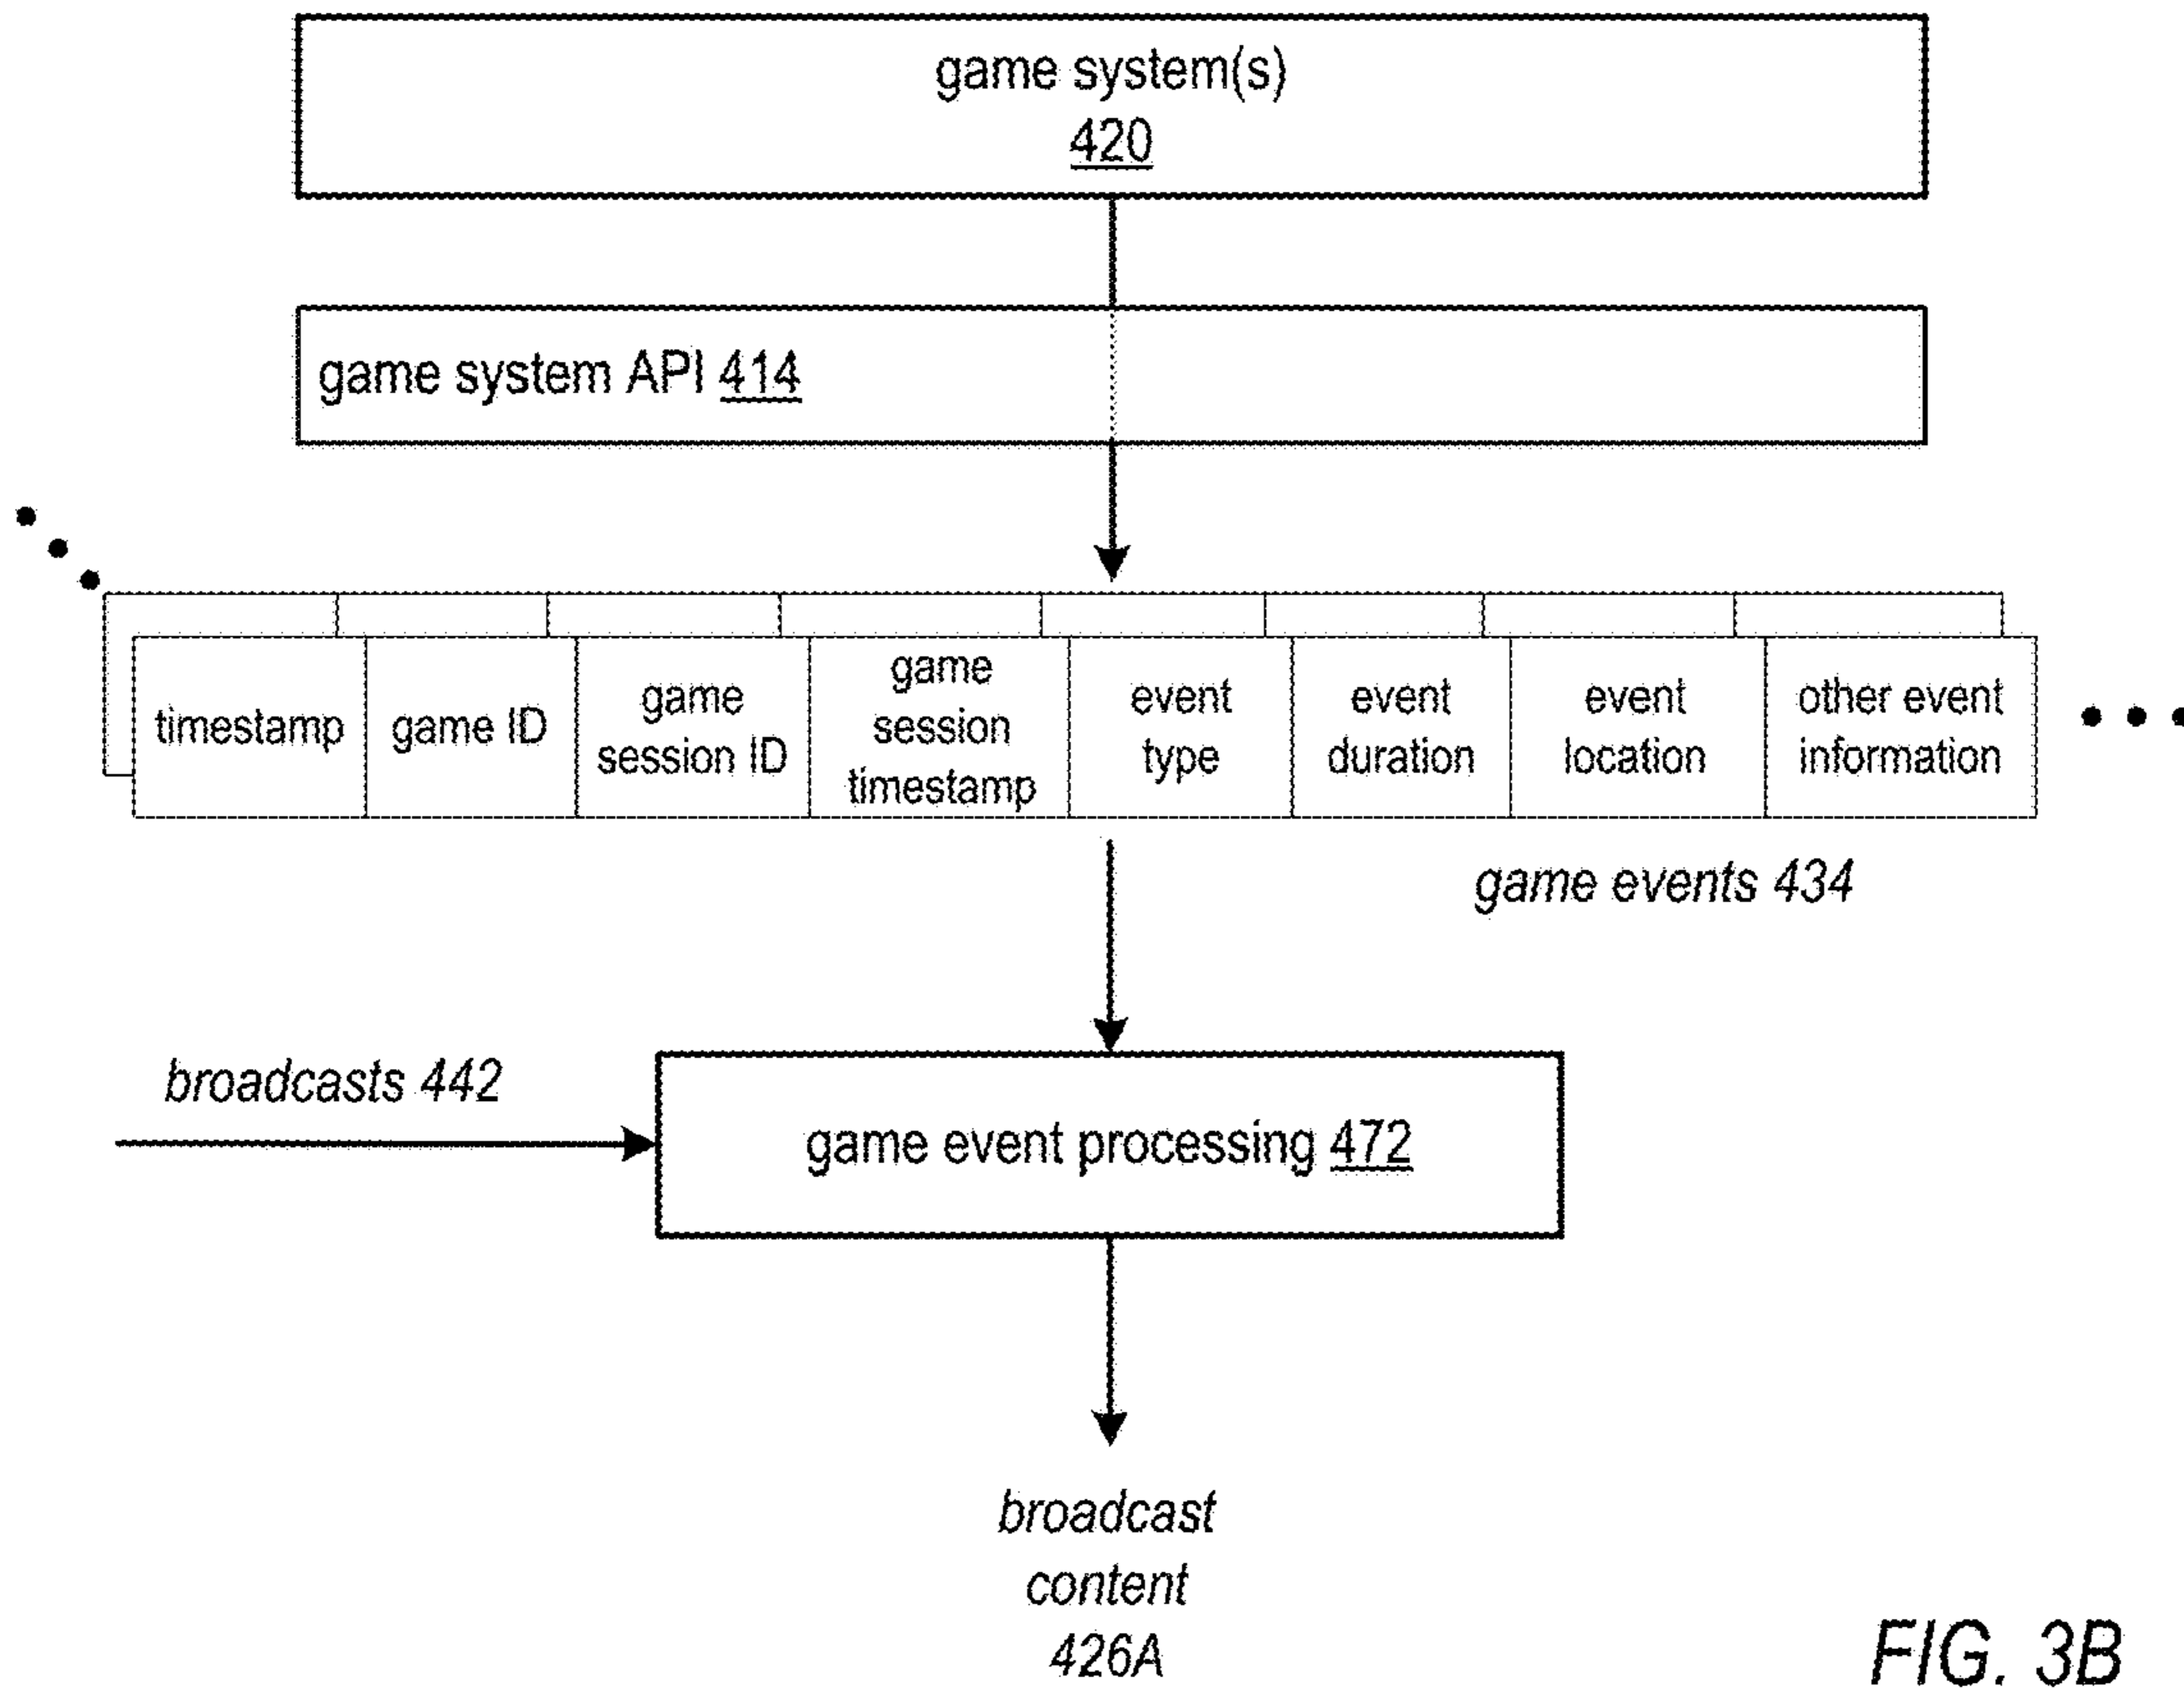 game system(s)
420
game system API 414
timestamp
game ID
game
session ID
game
session
timestamp
event
type
event
duration
event
location
other event
information
game events 434
broadcasts 442
game event processing 472
broadcast
content
426A
FIG. 3B